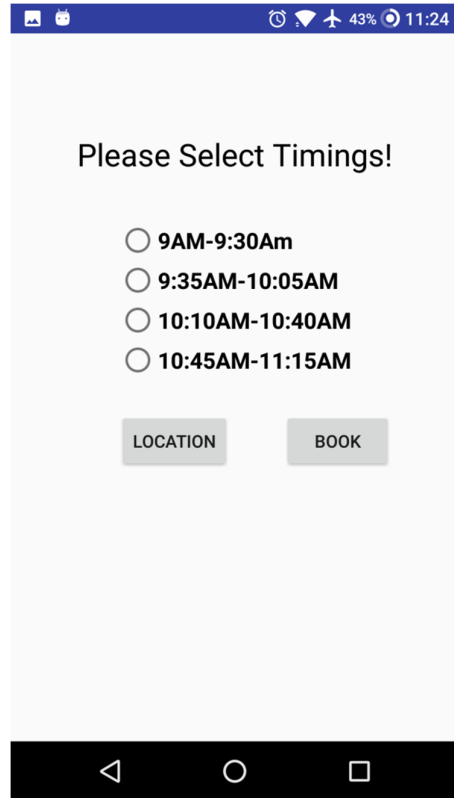 43% 11:24
Please Select Timings!
9AM-9:30Am
9:35AM-10:05AM
10:10AM-10:40AM
10:45AM-11:15AM
LOCATION BOOK